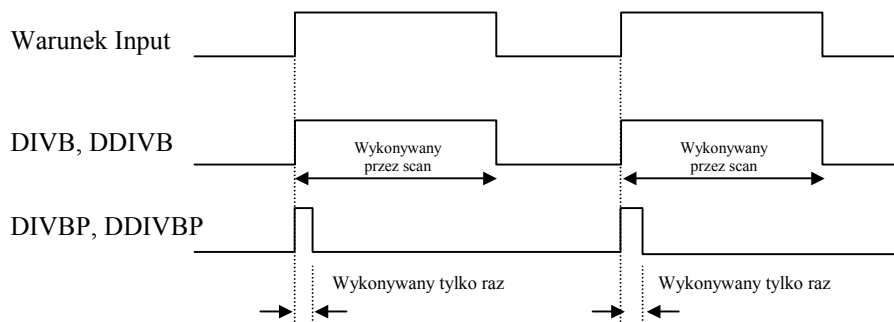 Warunek Input
DIVB, DDIVB
Wykonywany
przez scan
Wykonywany
przez scan
DIVBP, DDIVBP
Wykonywany tylko raz
Wykonywany tylko raz